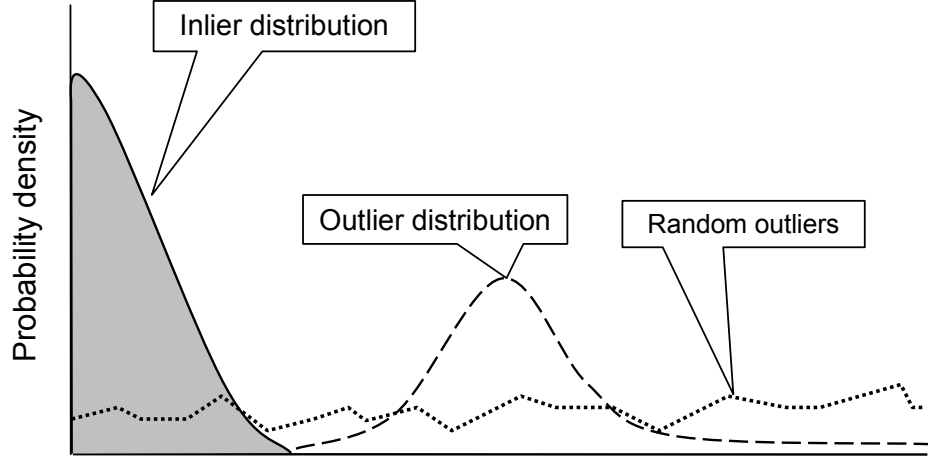 Inlier distribution
Outlier distribution
Random outliers
Probability density